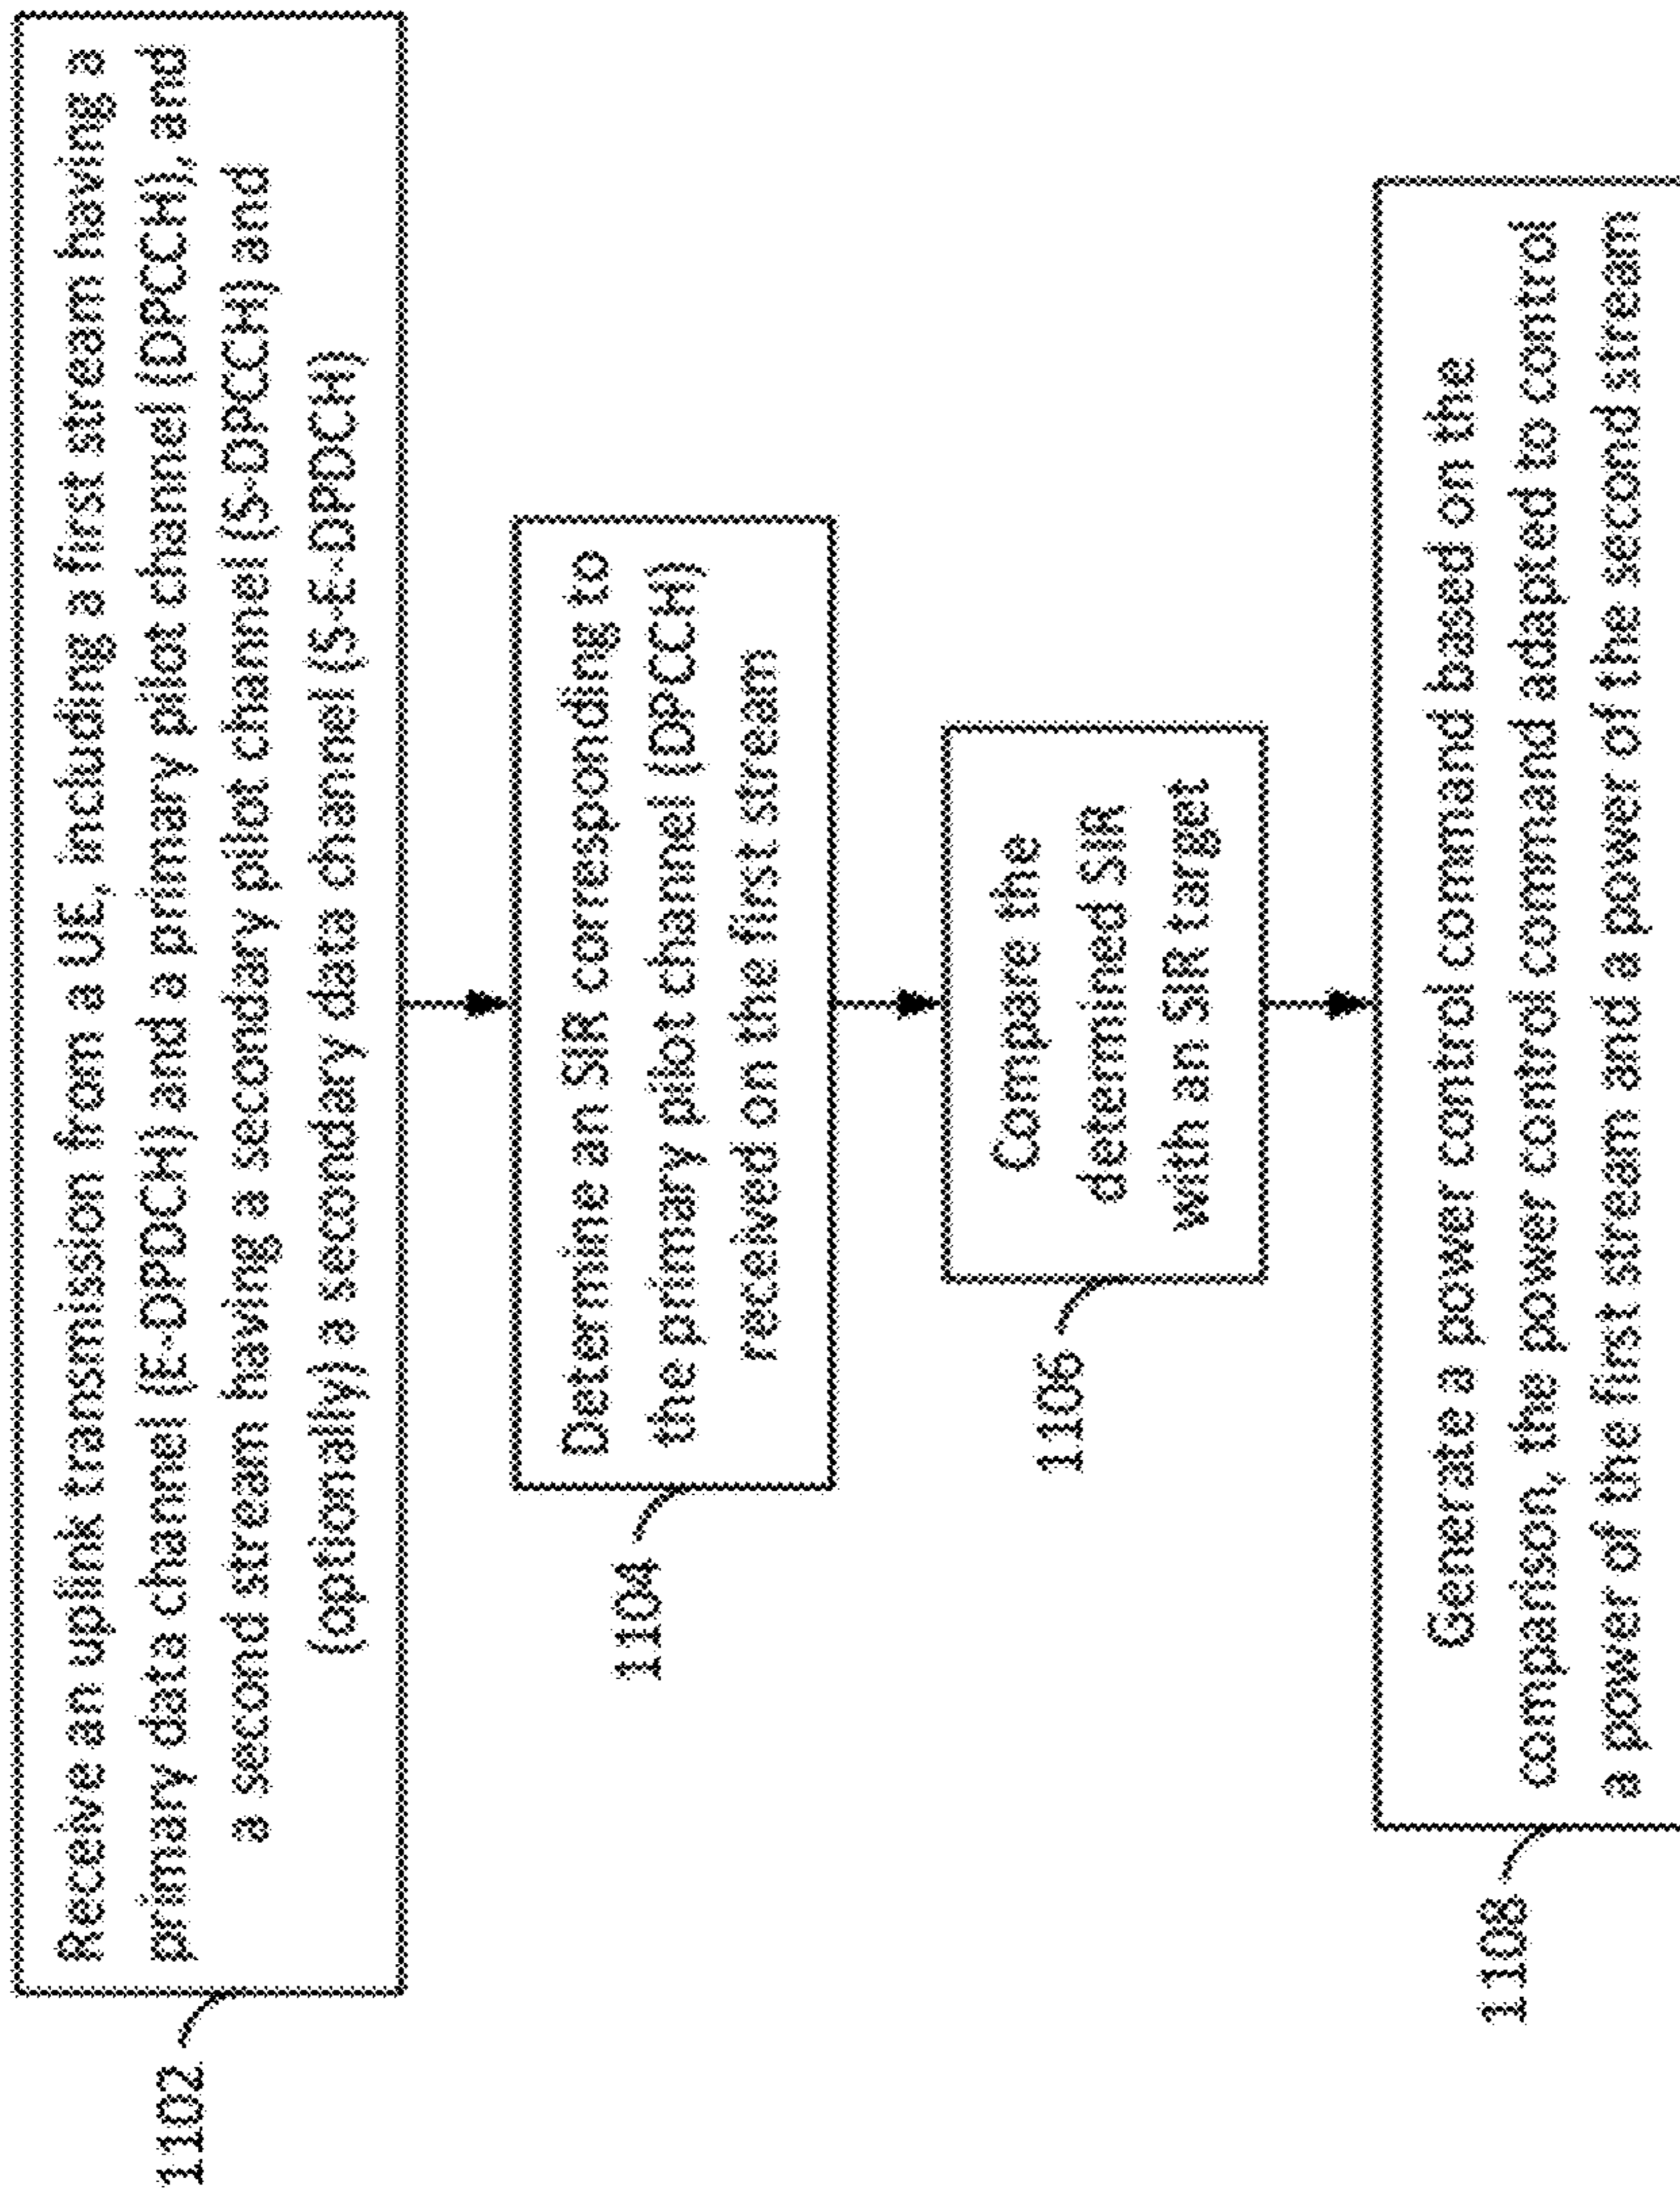 Receive an uplink transmission from a UE, including a first stream having a
primary data channel (E-DPDCH) and a primary pilot channel (DPCCH), and
a second stream having a secondary pilot channel (S-DPCCH) and
(optionally) a secondary data channel (S-E-DPDCH)
1102
Determine an SIR corresponding to
the primary pilot channel (DPCCH)
received on the first stream
1104
Compare the
determined SIR
with an SIR target
1106
Generate a power control command based on the
comparison, the power control command adapted to control
a power of the first stream and a power of the second stream
1108